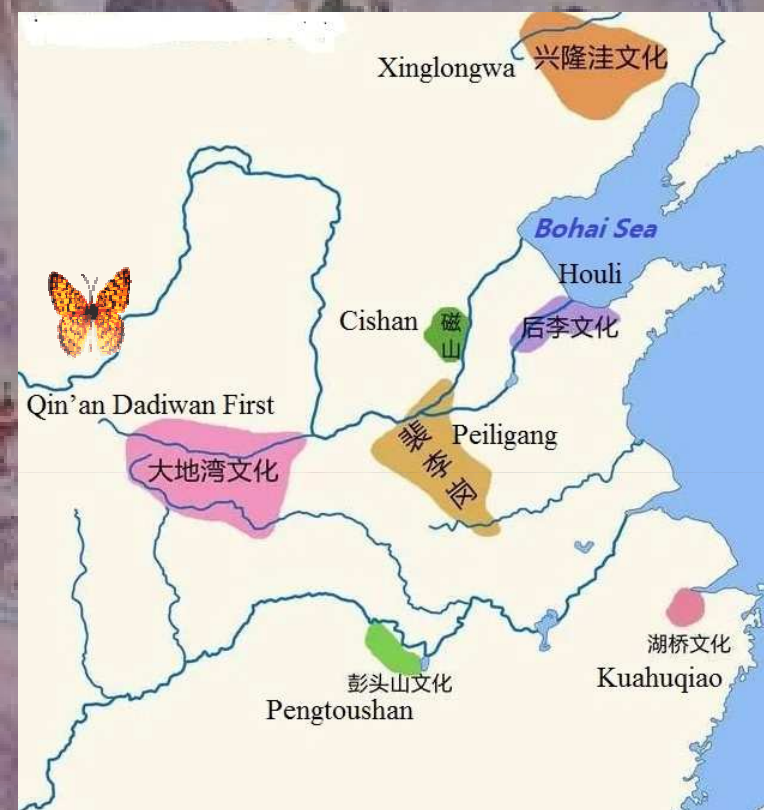 Xinglongwa
兴隆洼文化
Bohai Sea
Houli
后李文化
Cishan
磁
山
Qin’an Dadiwan First
大地湾文化
裴李岗
Peiligang
湖桥文化
Kuahuqiao
彭头山文化
Pengtoushan